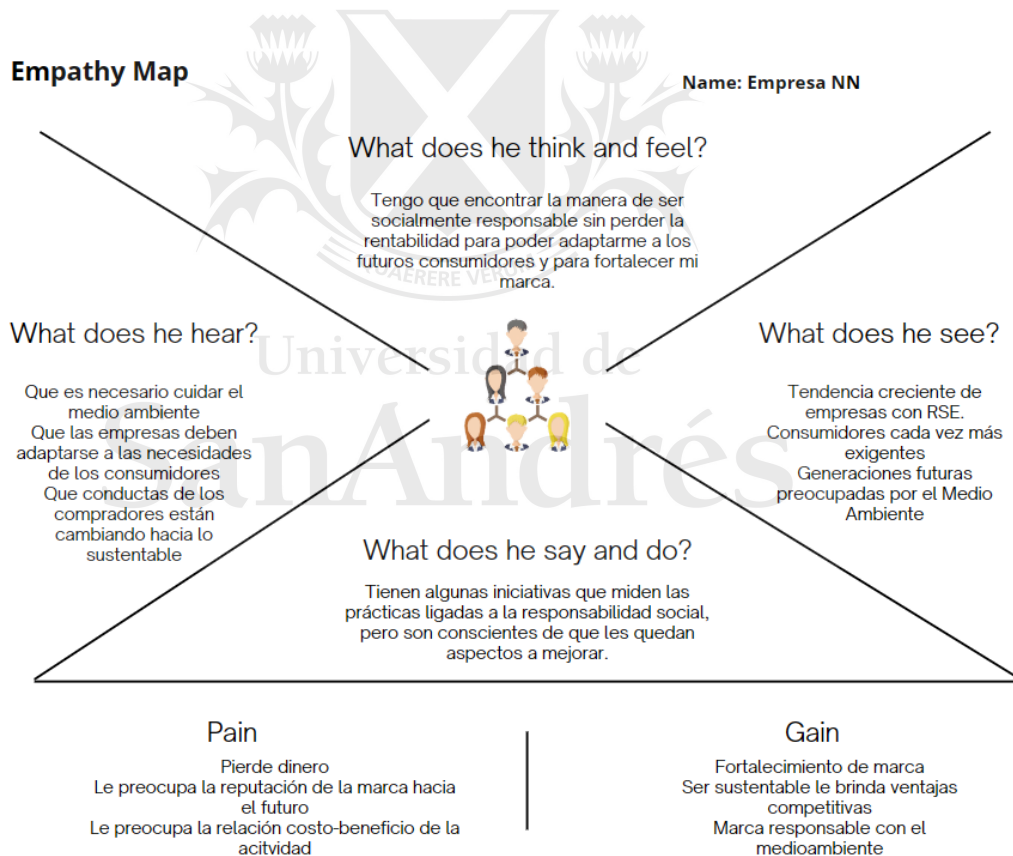 Empathy Map
Name: Empresa NN
What does he think and feel?
Tengo que encontrar la manera de ser
socialmente responsable sin perder la
rentabilidad para poder adaptarme a los
futuros consumidores y para fortalecer mi
marca.
QUAERERE VERUM
What does he hear?
Que es necesario cuidar el
medio ambiente
Que las empresas deben
adaptarse a las necesidades
de los consumidores
Que conductas de los
compradores están
cambiando hacia lo
sustentable
What does he see?
Tendencia creciente de
empresas con RSE.
Consumidores cada vez más
exigentes
Generaciones futuras
preocupadas por el Medio
Ambiente
Universidad de
SanAndrés
What does he say and do?
Tienen algunas iniciativas que miden las
prácticas ligadas a la responsabilidad social,
pero son conscientes de que les quedan
aspectos a mejorar.
Pain
Pierde dinero
Le preocupa la reputación de la marca hacia
el futuro
Le preocupa la relación costo-beneficio de la
acitvidad
Gain
Fortalecimiento de marca
Ser sustentable le brinda ventajas
competitivas
Marca responsable con el
medioambiente